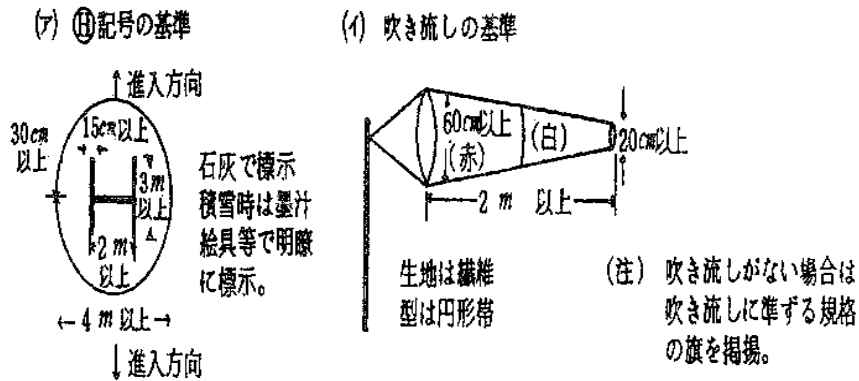 (ア) Ⓗ記号の基準
進入方向
30cm
以上
15cm以上
3m
以上
2m
以上
4m以上
進入方向
石灰で標示
積雪時は墨汁
絵具等で明瞭
に標示。
(イ) 吹き流しの基準
60cm以上
(赤)
(白)
20cm以上
2m 以上
生地は繊維
型は円形帯
(注) 吹き流しがない場合は
吹き流しに準ずる規格
の旗を掲揚。